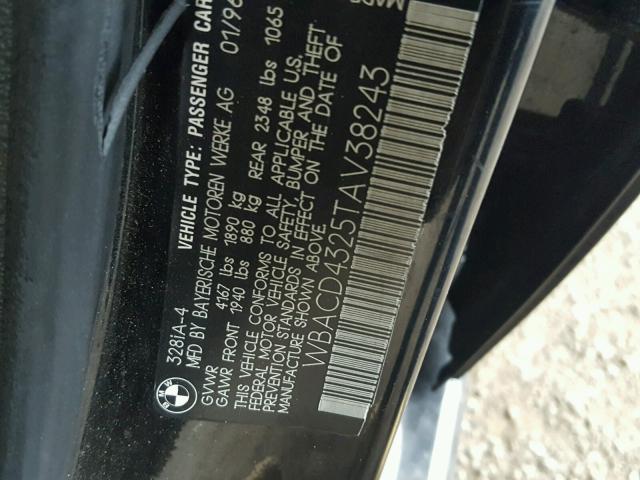 BMW
328iA-4 VEHICLE TYPE: PASSENGER CAR
MFD BY BAYERISCHE MOTOREN WERKE AG 01/96
GVWR 4167 lbs 1890 kg
GAWR FRONT 1940 lbs 880 kg REAR 2348 lbs 1065
THIS VEHICLE CONFORMS TO ALL APPLICABLE U.S.
FEDERAL MOTOR VEHICLE SAFETY, BUMPER AND THEFT
PREVENTION STANDARDS IN EFFECT ON THE DATE OF
MANUFACTURE SHOWN ABOVE
WBACD4325TAV38243